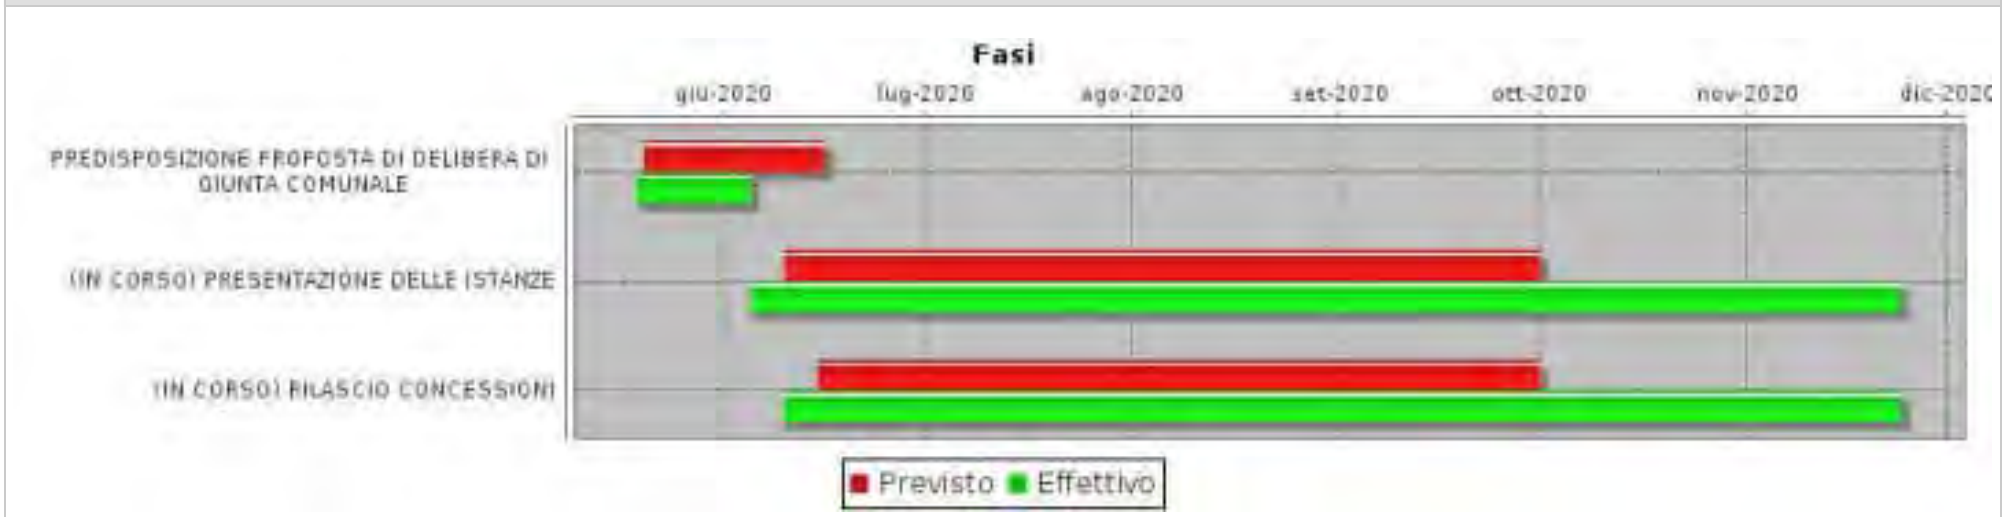 Fasi
giu-2020 lug-2020 ago-2020 set-2020 ott-2020 nov-2020 dic-2020
PREDISPOSIZIONE PROPOSTA DI DELIBERA DI
GIUNTA COMUNALE
(IN CORSO) PRESENTAZIONE DELLE ISTANZE
(IN CORSO) RILASCIO CONCESSIONI
Previsto Effettivo